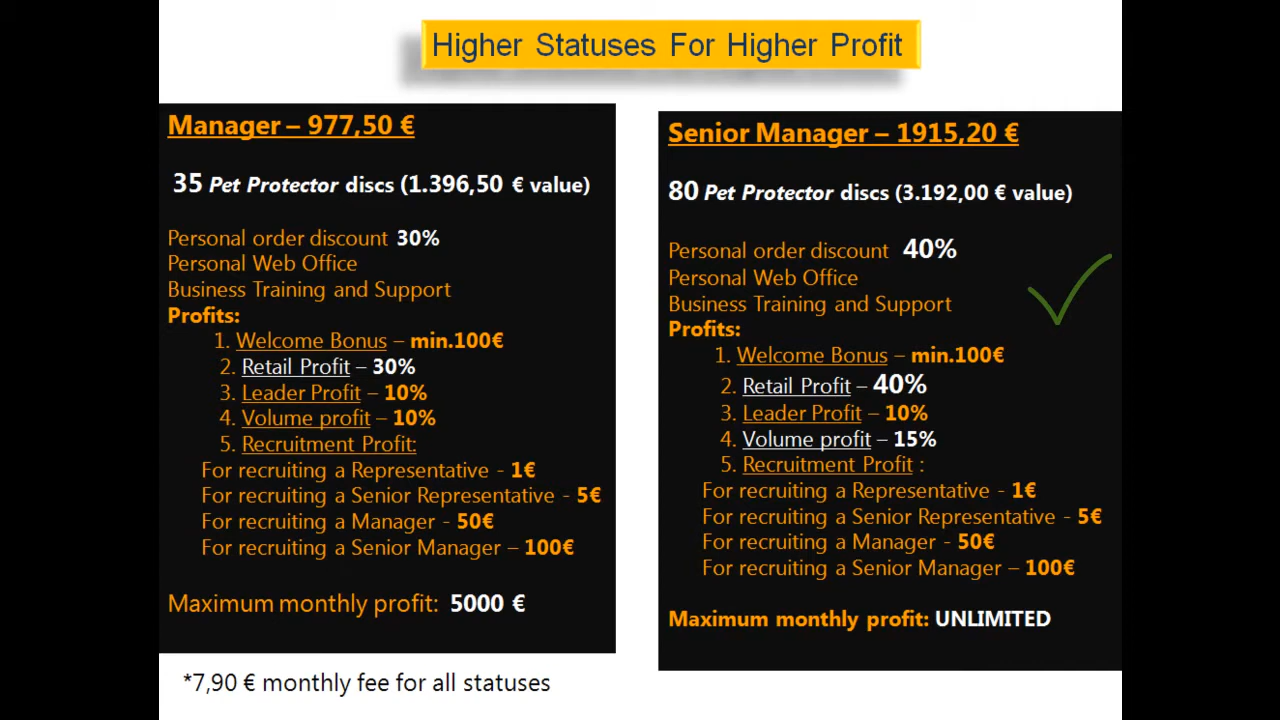 Higher Statuses For Higher Profit
Manager – 977,50 €
35 Pet Protector discs (1.396,50 € value)
Personal order discount 30%
Personal Web Office
Business Training and Support
Profits:
1. Welcome Bonus – min.100€
2. Retail Profit – 30%
3. Leader Profit – 10%
4. Volume profit – 10%
5. Recruitment Profit:
For recruiting a Representative - 1€
For recruiting a Senior Representative - 5€
For recruiting a Manager - 50€
For recruiting a Senior Manager – 100€
Maximum monthly profit: 5000 €
*7,90 € monthly fee for all statuses
Senior Manager – 1915,20 €
80 Pet Protector discs (3.192,00 € value)
Personal order discount 40%
Personal Web Office
Business Training and Support
Profits:
1. Welcome Bonus – min.100€
2. Retail Profit – 40%
3. Leader Profit – 10%
4. Volume profit – 15%
5. Recruitment Profit :
For recruiting a Representative - 1€
For recruiting a Senior Representative - 5€
For recruiting a Manager - 50€
For recruiting a Senior Manager – 100€
Maximum monthly profit: UNLIMITED